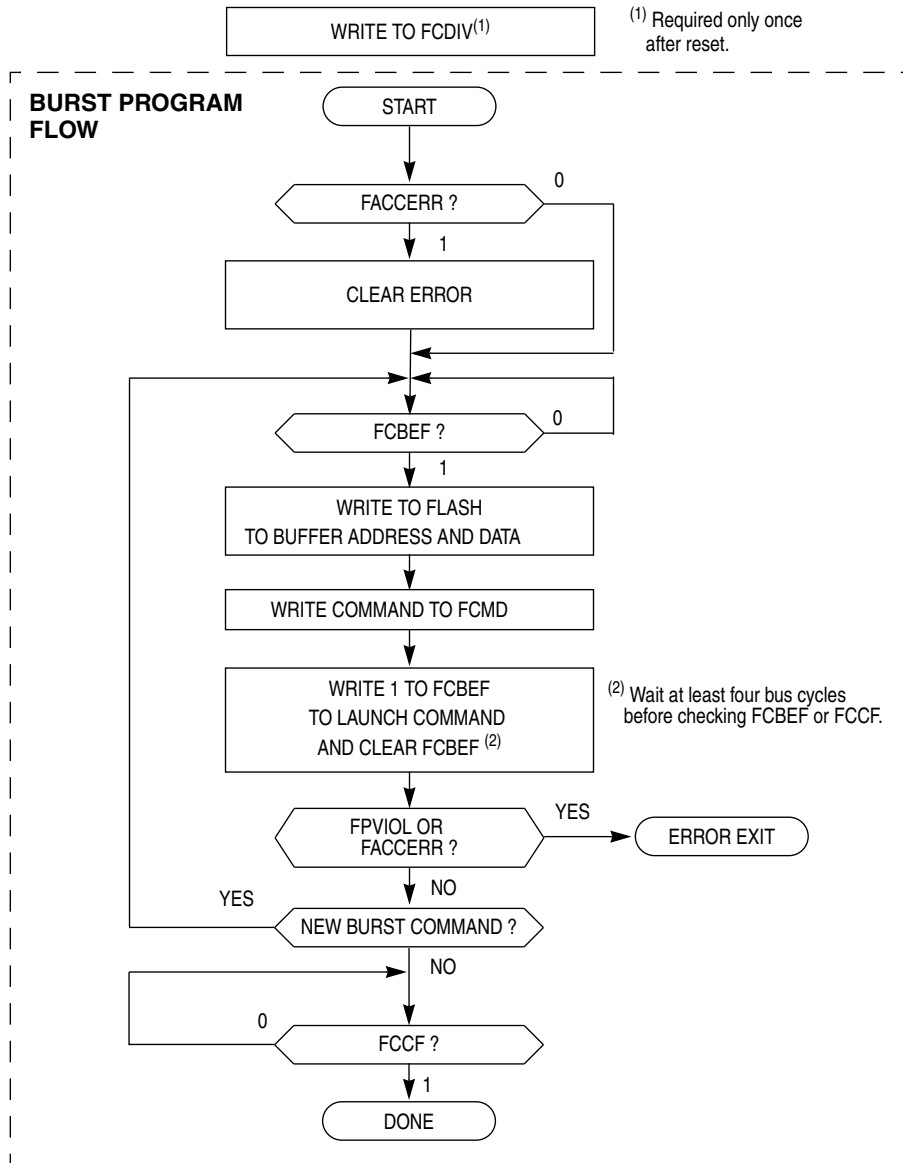 WRITE TO FCDIV(1)
(1) Required only once
after reset.
BURST PROGRAM
FLOW
START
0
FACCERR ?
1
CLEAR ERROR
0
FCBEF ?
1
WRITE TO FLASH
TO BUFFER ADDRESS AND DATA
WRITE COMMAND TO FCMD
WRITE 1 TO FCBEF
TO LAUNCH COMMAND
AND CLEAR FCBEF (2)
(2) Wait at least four bus cycles
before checking FCBEF or FCCF.
YES
FPVIOL OR
FACCERR ?
ERROR EXIT
NO
YES
NEW BURST COMMAND ?
NO
0
FCCF ?
1
DONE